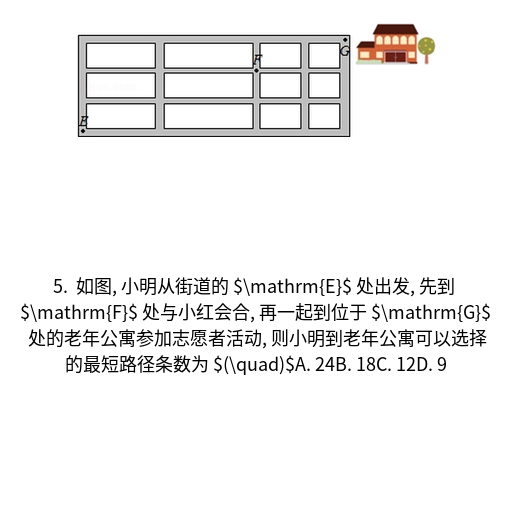 G
F
E
5. 如图, 小明从街道的 $\mathrm{E}$ 处出发, 先到
$\mathrm{F}$ 处与小红会合, 再一起到位于 $\mathrm{G}$
处的老年公寓参加志愿者活动, 则小明到老年公寓可以选择
的最短路径条数为 $(\quad)$A. 24B. 18C. 12D. 9